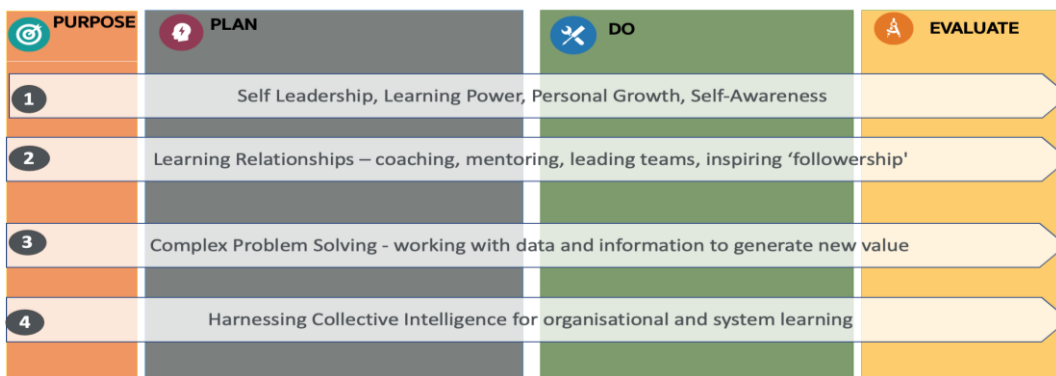 PURPOSE
PLAN
DO
EVALUATE
1
Self Leadership, Learning Power, Personal Growth, Self-Awareness
2
Learning Relationships – coaching, mentoring, leading teams, inspiring ‘followership'
3
Complex Problem Solving - working with data and information to generate new value
4
Harnessing Collective Intelligence for organisational and system learning